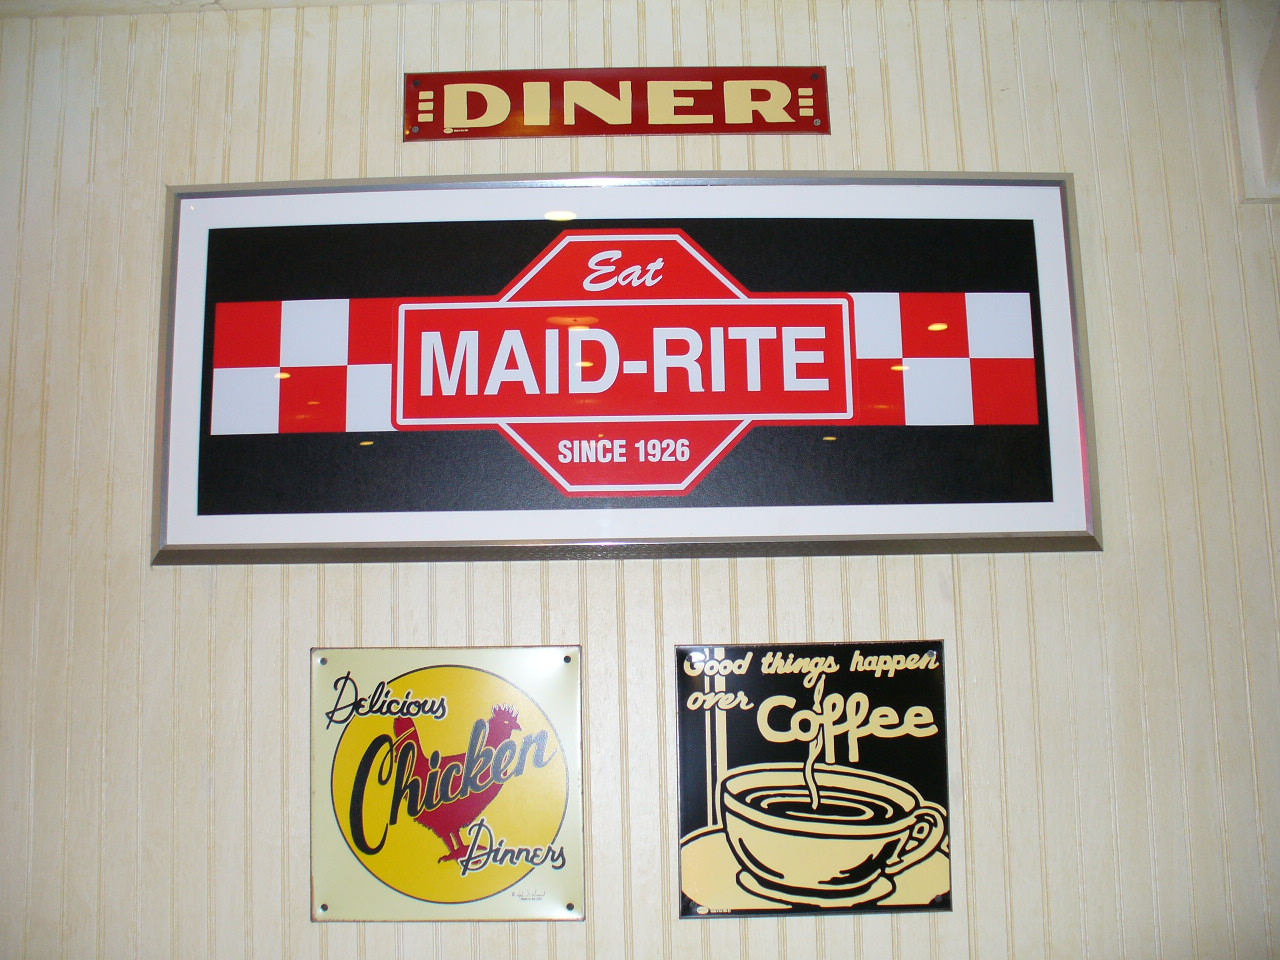 DINER
Eat
MAID-RITE
SINCE 1926
Delicious
Chicken
Dinners
Good things happen
over
Coffee